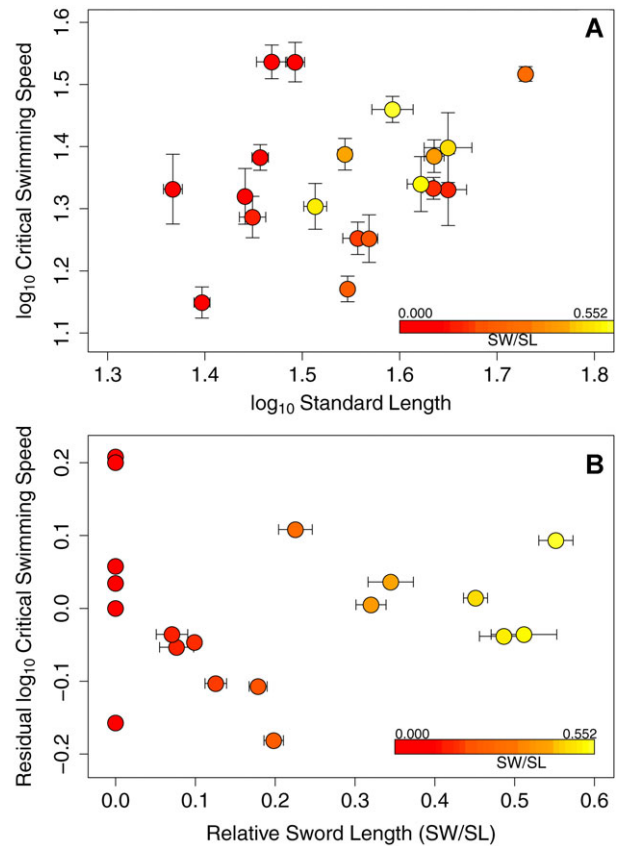 A
log₁₀ Critical Swimming Speed
1.6
1.5
1.4
1.3
1.2
1.1
0.000 0.552
SW/SL
1.3 1.4 1.5 1.6 1.7 1.8
log₁₀ Standard Length
B
Residual log₁₀ Critical Swimming Speed
0.2
0.1
0.0
−0.1
−0.2
0.000 0.552
SW/SL
0.0 0.1 0.2 0.3 0.4 0.5 0.6
Relative Sword Length (SW/SL)